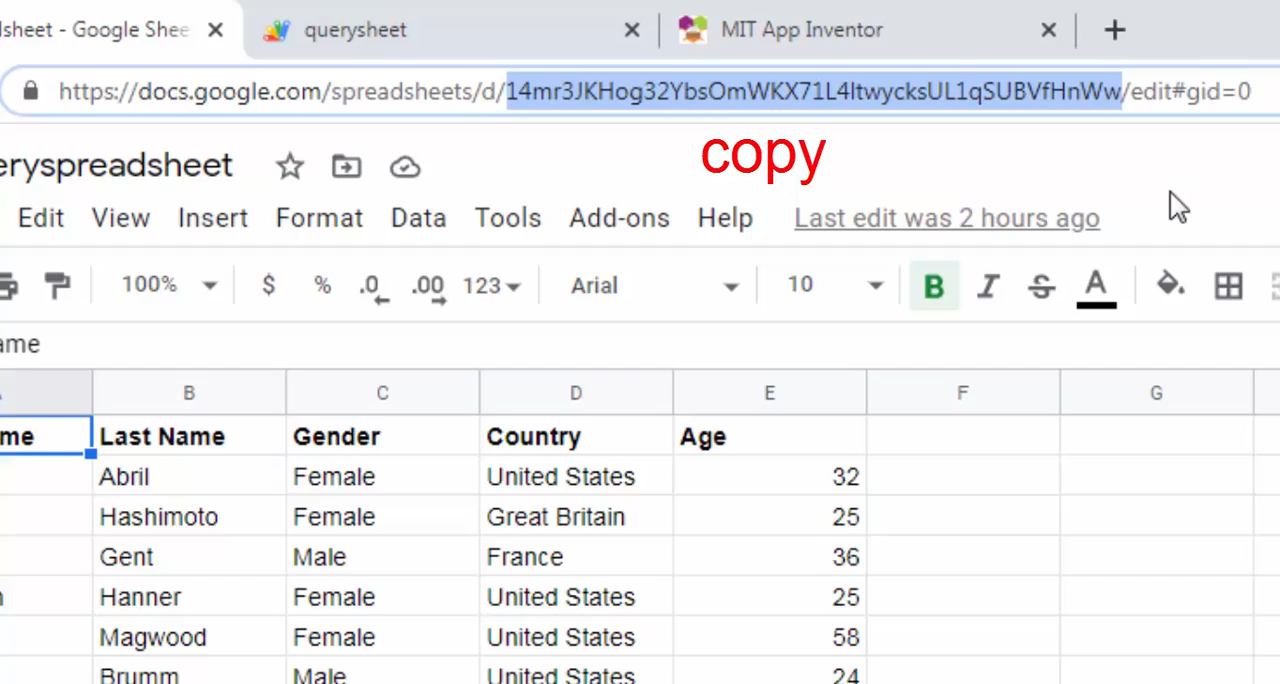 dsheet - Google Shee querysheet MIT App Inventor
https://docs.google.com/spreadsheets/d/14mr3JKHog32YbsOmWKX71L4ltwycksUL1qSUBVfHnWw/edit#gid=0
copy
eryspreadsheet
Edit View Insert Format Data Tools Add-ons Help Last edit was 2 hours ago
100% $ % .0 .00 123 Arial 10 B I S A
ame
B C D E F G
me Last Name Gender Country Age
Abril Female United States 32
Hashimoto Female Great Britain 25
Gent Male France 36
Hanner Female United States 25
Magwood Female United States 58
Brumm Male United States 24